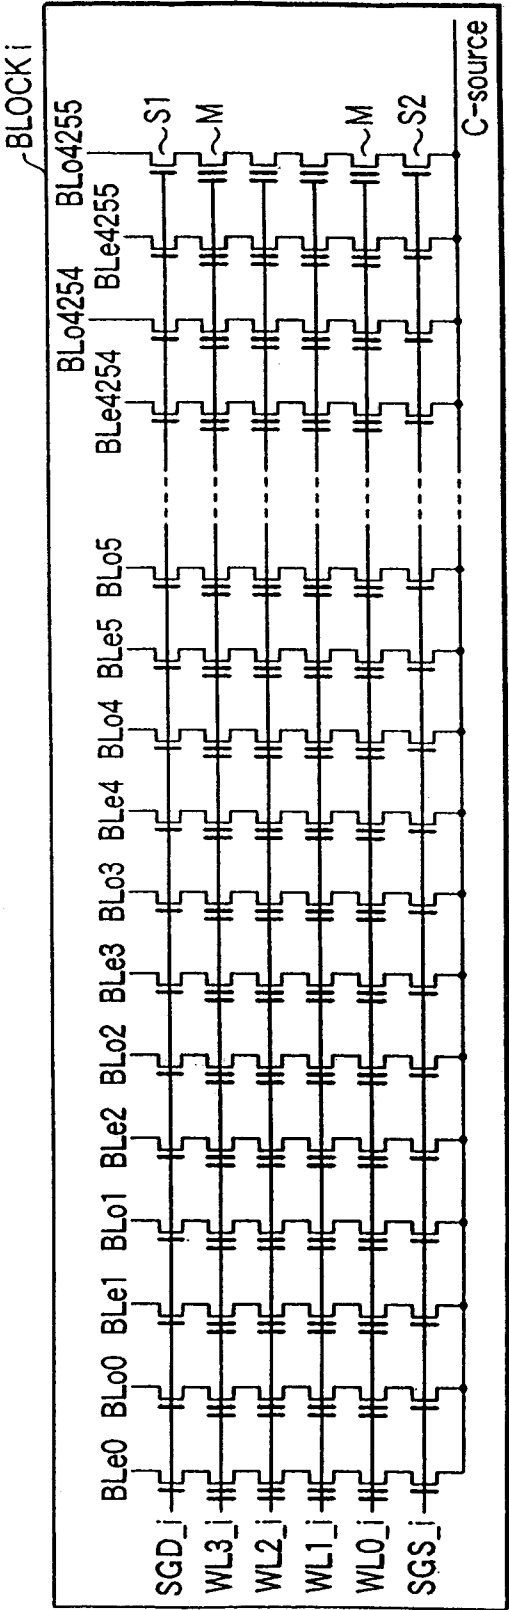 BLOCK i
BLe0 BLo0 BLe1 BLo1 BLe2 BLo2 BLe3 BLo3 BLe4 BLo4 BLe5 BLo5 BLe4254 BLo4254 BLe4255 BLo4255
SGD_i
S1
WL3_i
M
WL2_i
WL1_i
WL0_i
M
SGS_i
S2
C-source